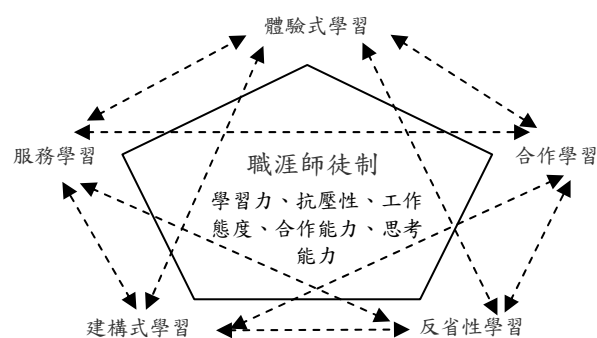 體驗式學習
服務學習
合作學習
職涯師徒制
學習力、抗壓性、工作
態度、合作能力、思考
能力
建構式學習
反省性學習